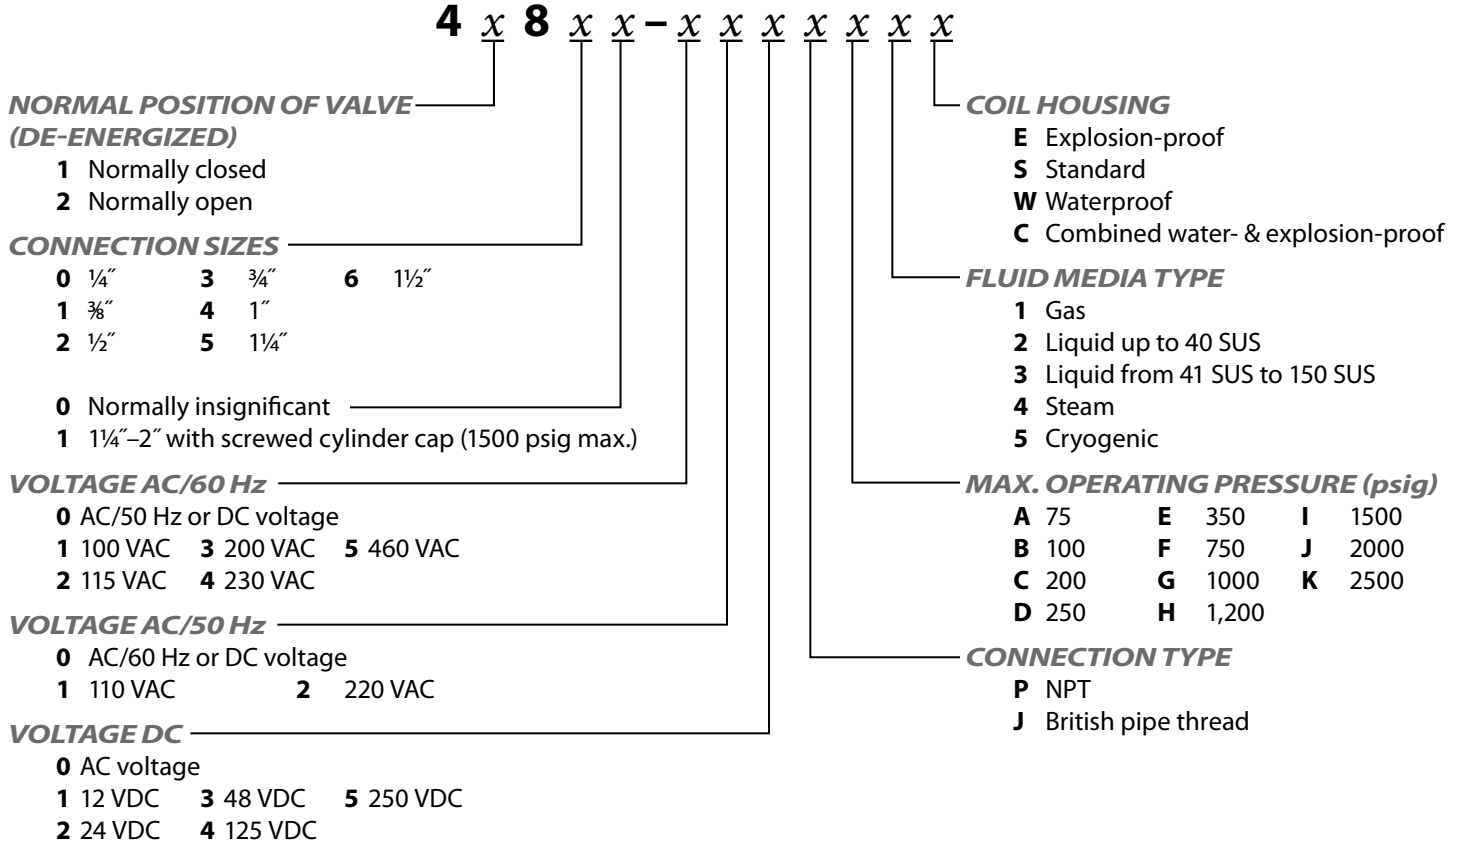 4 x 8 x x – x x x x x x x
NORMAL POSITION OF VALVE
(DE-ENERGIZED)
1 Normally closed
2 Normally open
CONNECTION SIZES
0 ¼˝ 3 ¾˝ 6 1½˝
1 ⅜˝ 4 1˝
2 ½˝ 5 1¼˝
0 Normally insignificant
1 1¼˝–2˝ with screwed cylinder cap (1500 psig max.)
VOLTAGE AC/60 Hz
0 AC/50 Hz or DC voltage
1 100 VAC 3 200 VAC 5 460 VAC
2 115 VAC 4 230 VAC
VOLTAGE AC/50 Hz
0 AC/60 Hz or DC voltage
1 110 VAC 2 220 VAC
VOLTAGE DC
0 AC voltage
1 12 VDC 3 48 VDC 5 250 VDC
2 24 VDC 4 125 VDC
COIL HOUSING
E Explosion-proof
S Standard
W Waterproof
C Combined water- & explosion-proof
FLUID MEDIA TYPE
1 Gas
2 Liquid up to 40 SUS
3 Liquid from 41 SUS to 150 SUS
4 Steam
5 Cryogenic
MAX. OPERATING PRESSURE (psig)
A 75 E 350 I 1500
B 100 F 750 J 2000
C 200 G 1000 K 2500
D 250 H 1,200
CONNECTION TYPE
P NPT
J British pipe thread